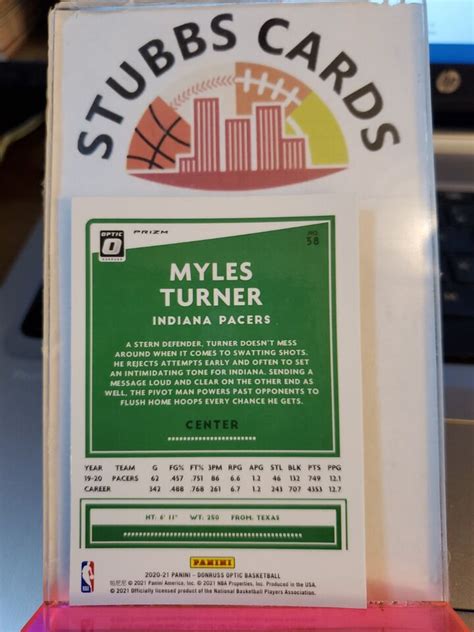 STUBBS CARDS
hp
OPTIC
PRIZM
NO.
58
MYLES
TURNER
INDIANA PACERS
A STERN DEFENDER, TURNER DOESN'T MESS
AROUND WHEN IT COMES TO SWATTING SHOTS.
HE REJECTS ATTEMPTS EARLY AND OFTEN TO SET
AN INTIMIDATING TONE FOR INDIANA. SENDING A
MESSAGE LOUD AND CLEAR ON THE OTHER END AS
WELL, THE PIVOT MAN POWERS PAST OPPONENTS TO
FLUSH HOME HOOPS EVERY CHANCE HE GETS.
CENTER
YEAR TEAM G FG% FT% 3PM RPG APG STL BLK PTS PPG
19-20 PACERS 62 .457 .751 86 6.6 1.2 46 132 749 12.1
CAREER 342 .488 .768 261 6.7 1.2 243 707 4353 12.7
HT: 6' 11" WT: 250 FROM: TEXAS
PANINI
2020-21 PANINI - DONRUSS OPTIC BASKETBALL
© 2021 Panini America, Inc. © 2021 NBA Properties, Inc. Produced in the USA.
© 2021 Officially licensed product of the National Basketball Players Association.